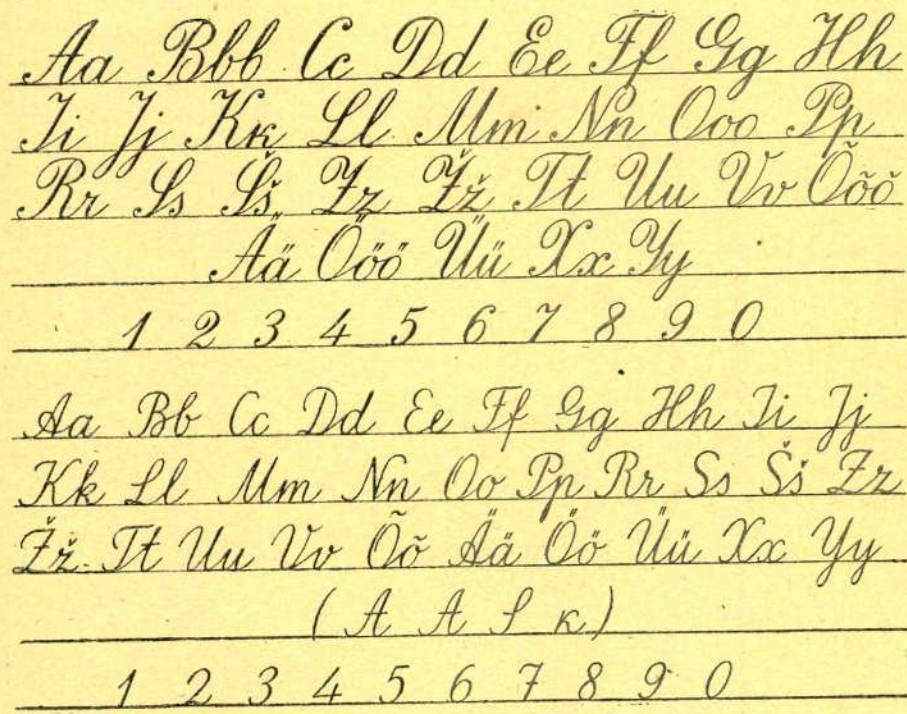 Aa Bbb Cc Dd Ee Ff Gg Hh
Ii Jj Kk Ll Mm Nn Ooo Pp
Rr Ss Šš Zz Žž Tt Uu Vv Õõõ
Ää Ööö Üü Xx Yy
1 2 3 4 5 6 7 8 9 0
Aa Bb Cc Dd Ee Ff Gg Hh Ii Jj
Kk Ll Mm Nn Oo Pp Rr Ss Šš Zz
Žž Tt Uu Vv Õõ Ää Öö Üü Xx Yy
(A A S k)
1 2 3 4 5 6 7 8 9 0